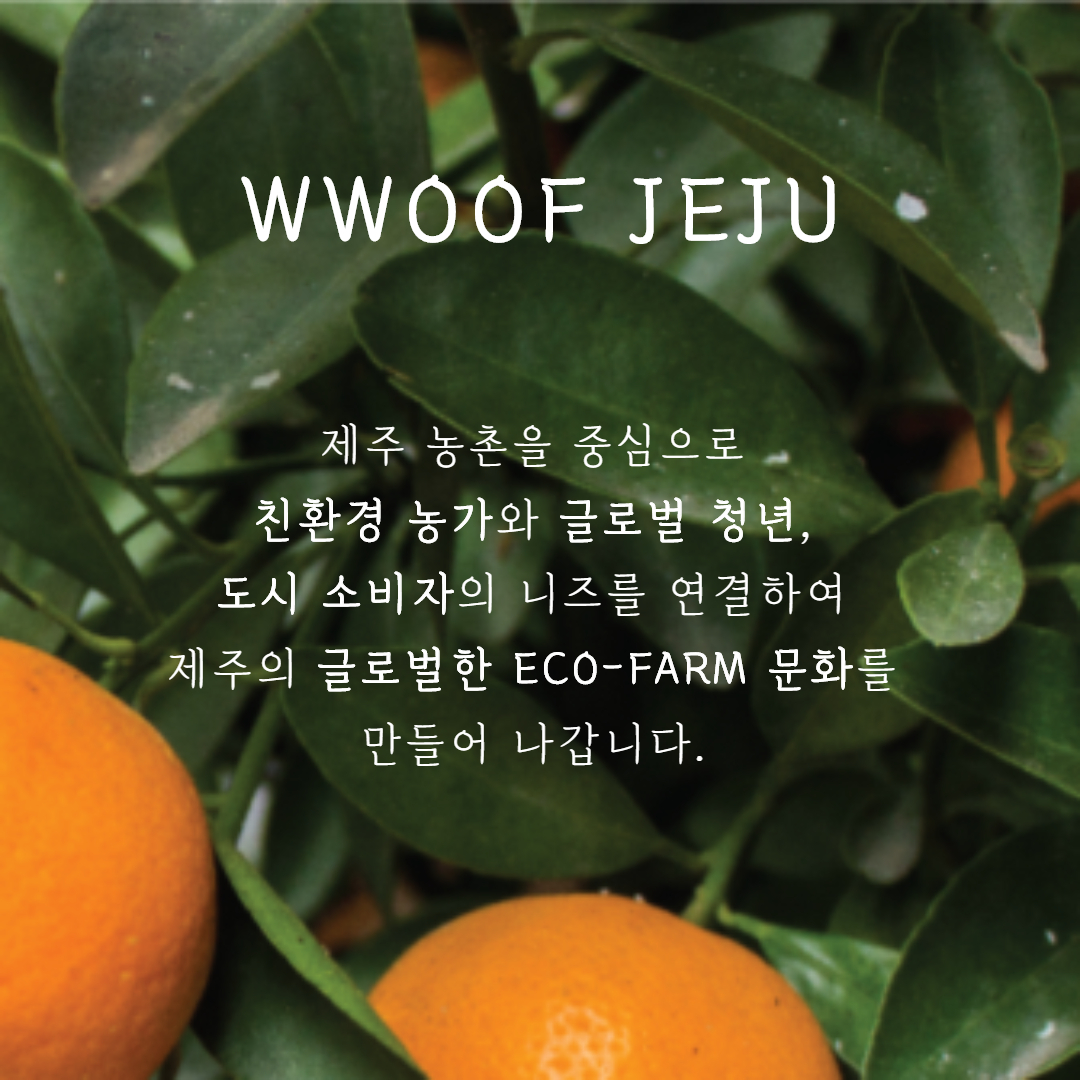 WWOOF JEJU
제주 농촌을 중심으로
친환경 농가와 글로벌 청년,
도시 소비자의 니즈를 연결하여
제주의 글로벌한 ECO-FARM 문화를
만들어 나갑니다.